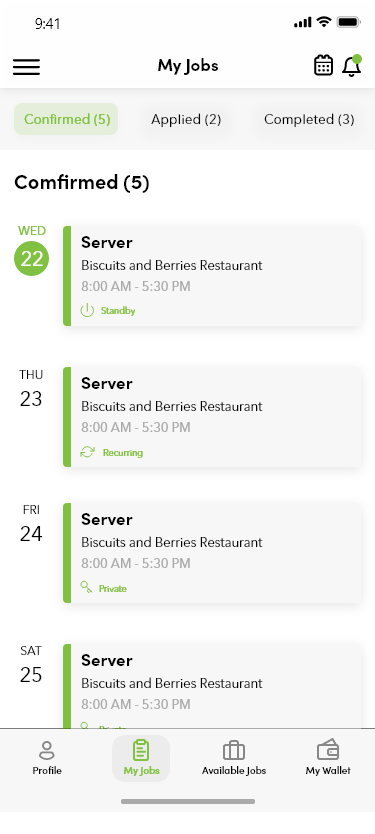 9:41
My Jobs
Confirmed (5) Applied (2) Completed (3)
Comfirmed (5)
WED
22
Server
Biscuits and Berries Restaurant
8:00 AM - 5:30 PM
Standby
THU
23
Server
Biscuits and Berries Restaurant
8:00 AM - 5:30 PM
Recurring
FRI
24
Server
Biscuits and Berries Restaurant
8:00 AM - 5:30 PM
Private
SAT
25
Server
Biscuits and Berries Restaurant
8:00 AM - 5:30 PM
Private
Profile My Jobs Available Jobs My Wallet